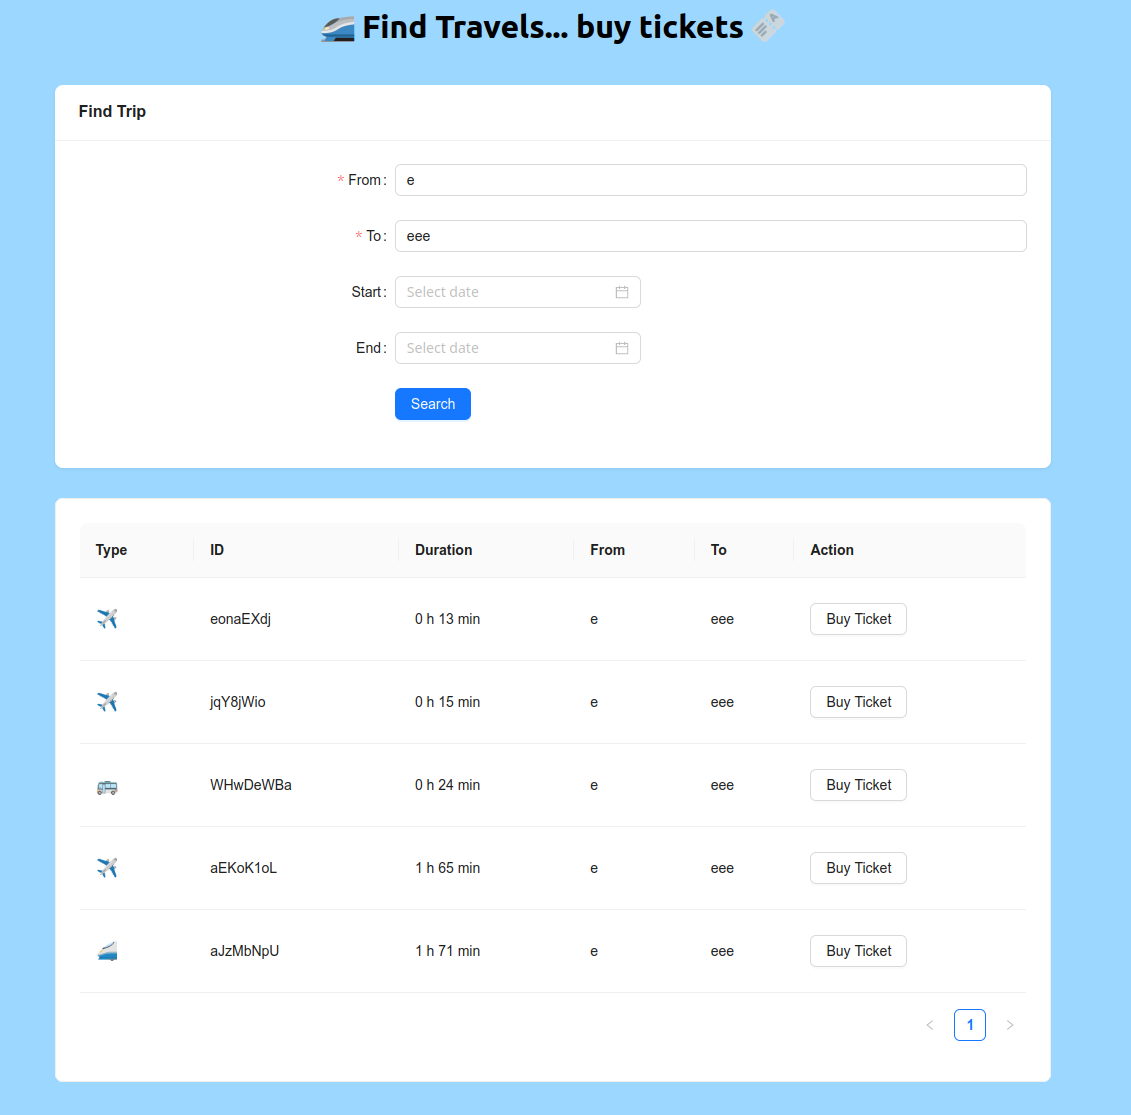 Find Travels... buy tickets
Find Trip
* From: e
* To: eee
Start: Select date
End: Select date
Search
Type ID Duration From To Action
eonaEXdj 0 h 13 min e eee Buy Ticket
jqY8jWio 0 h 15 min e eee Buy Ticket
WHwDeWBa 0 h 24 min e eee Buy Ticket
aEKoK1oL 1 h 65 min e eee Buy Ticket
aJzMbNpU 1 h 71 min e eee Buy Ticket
< 1 >